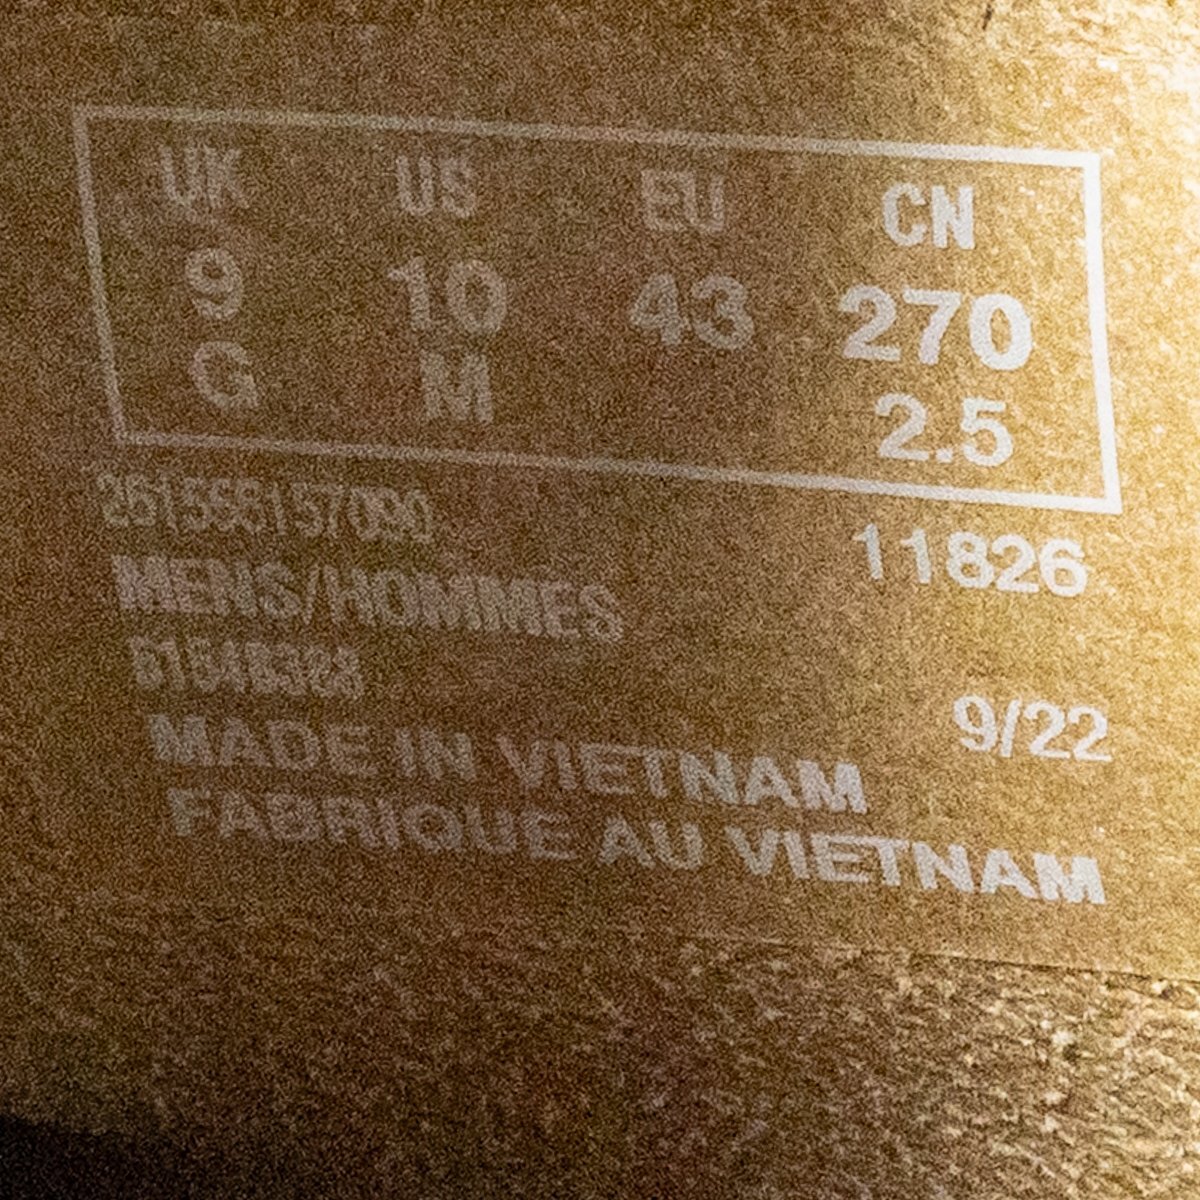 UK US EU CN
9 10 43 270
G M 2.5
11826
MENS/HOMMES
9/22
MADE IN VIETNAM
FABRIQUE AU VIETNAM